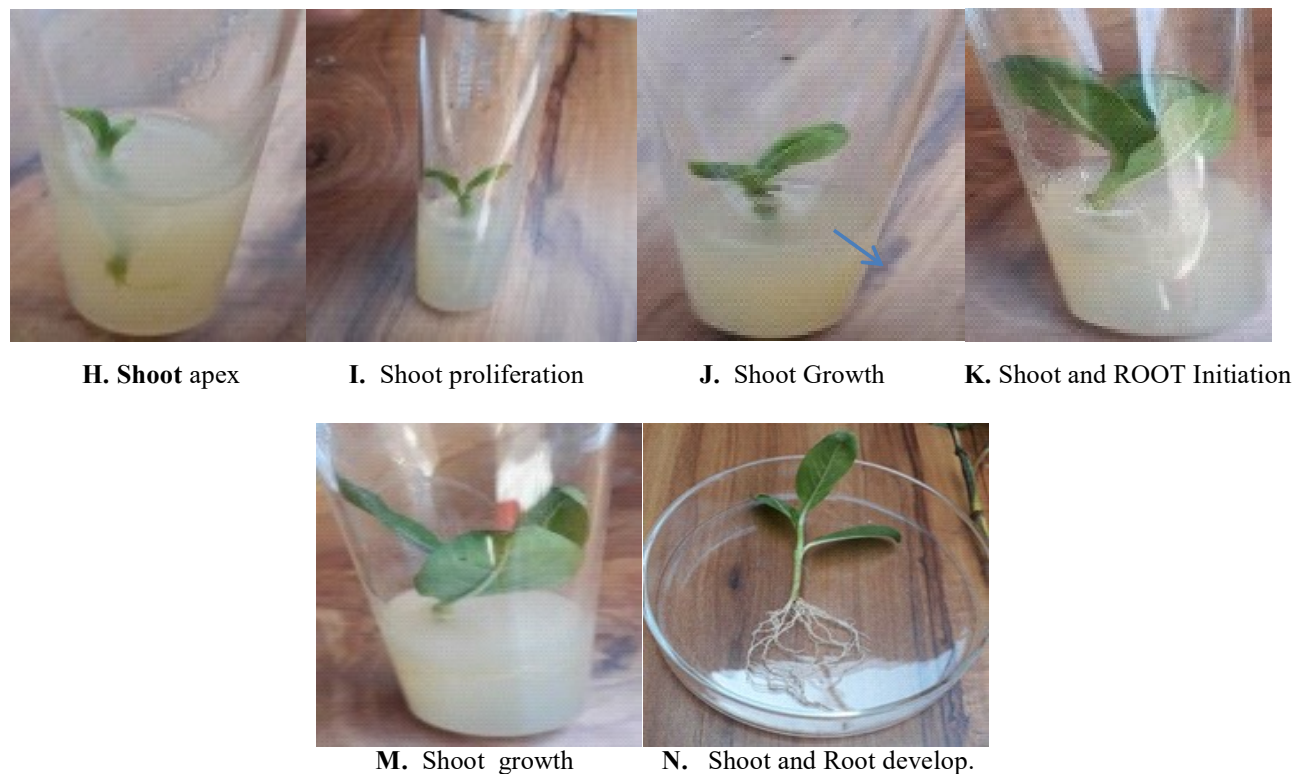 H. Shoot apex
I. Shoot proliferation
J. Shoot Growth
K. Shoot and ROOT Initiation
M. Shoot growth
N. Shoot and Root develop.